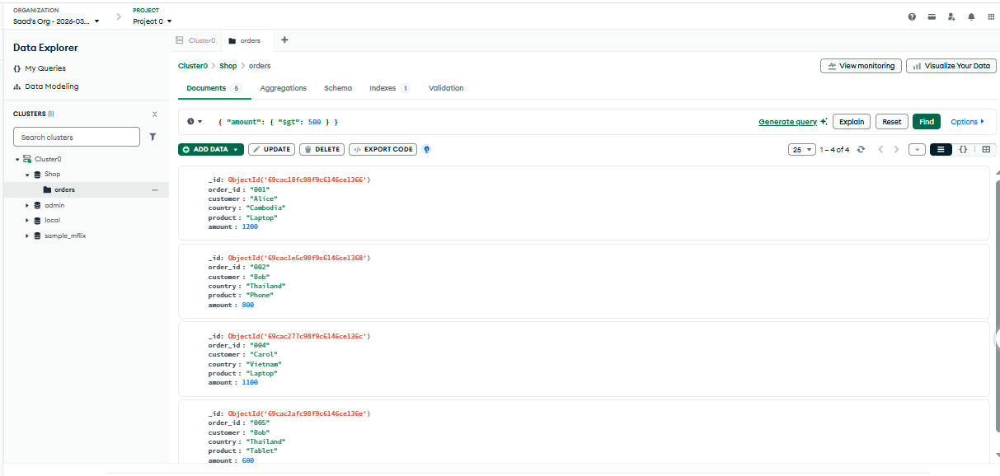 ORGANIZATION
Saad's Org - 2026-03...
PROJECT
Project 0
Data Explorer
My Queries
Data Modeling
CLUSTERS (1)
Search clusters
Cluster0
Shop
orders
admin
local
sample_mflix
Cluster0
orders
Cluster0 > Shop > orders
View monitoring
Visualize Your Data
Documents 5
Aggregations
Schema
Indexes 1
Validation
{ "amount": { "$gt": 500 } }
Generate query
Explain
Reset
Find
Options
ADD DATA
UPDATE
DELETE
EXPORT CODE
25
1 – 4 of 4
_id: ObjectId('69cac18fc98f9c6146ce1366')
order_id : "001"
customer : "Alice"
country : "Cambodia"
product : "Laptop"
amount : 1200
_id: ObjectId('69cac1e5c98f9c6146ce1368')
order_id : "002"
customer : "Bob"
country : "Thailand"
product : "Phone"
amount : 800
_id: ObjectId('69cac277c98f9c6146ce136c')
order_id : "004"
customer : "Carol"
country : "Vietnam"
product : "Laptop"
amount : 1100
_id: ObjectId('69cac2afc98f9c6146ce136e')
order_id : "005"
customer : "Bob"
country : "Thailand"
product : "Tablet"
amount : 600